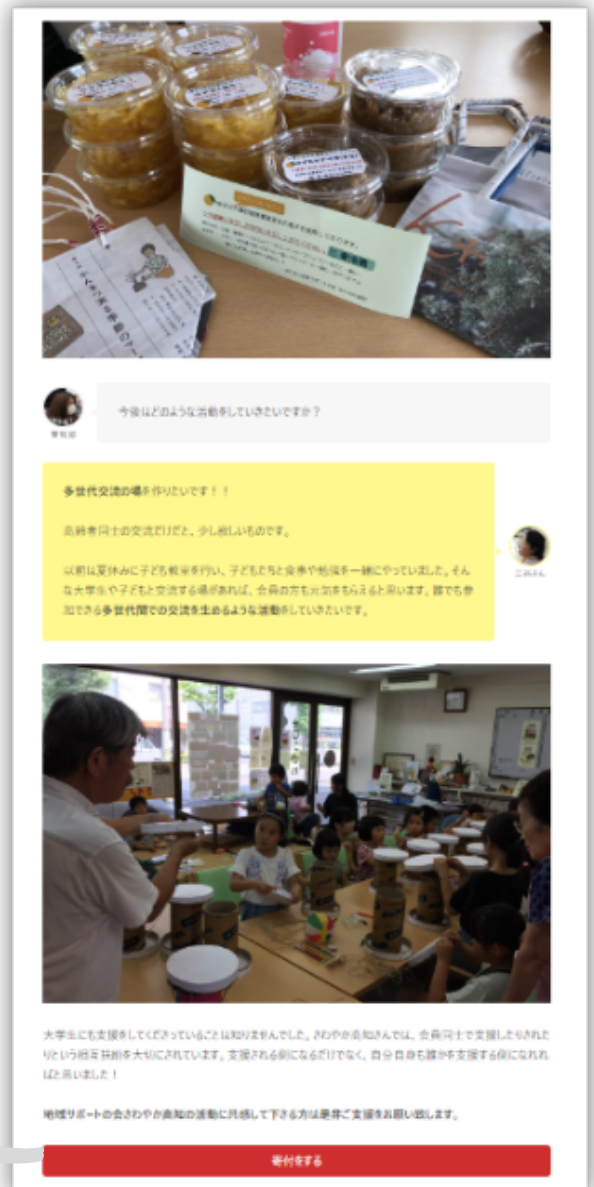 今後はどのような活動をしていきたいですか？
多世代交流の場を作りたいです！！
高齢者同士の交流だけだと、少し寂しいものです。
以前は夏休みに子ども教室を行い、子どもたちと食事や勉強を一緒にやっていました。そん
な大学生や子どもと交流する場があれば、会員の方も元気をもらえると思います。誰でも参
加できる多世代間での交流を生めるような活動をしていきたいです。
大学生にも支援をしてくださっていることは知りませんでした。さわやか高知さんでは、会員同士で支援したりされた
りという相互扶助を大切にされています。支援される側になるだけでなく、自分自身も誰かを支援する側になれれ
ばと思いました！
地域サポートの会さわやか高知の活動に共感して下さる方は是非ご支援をお願い致します。
寄付をする